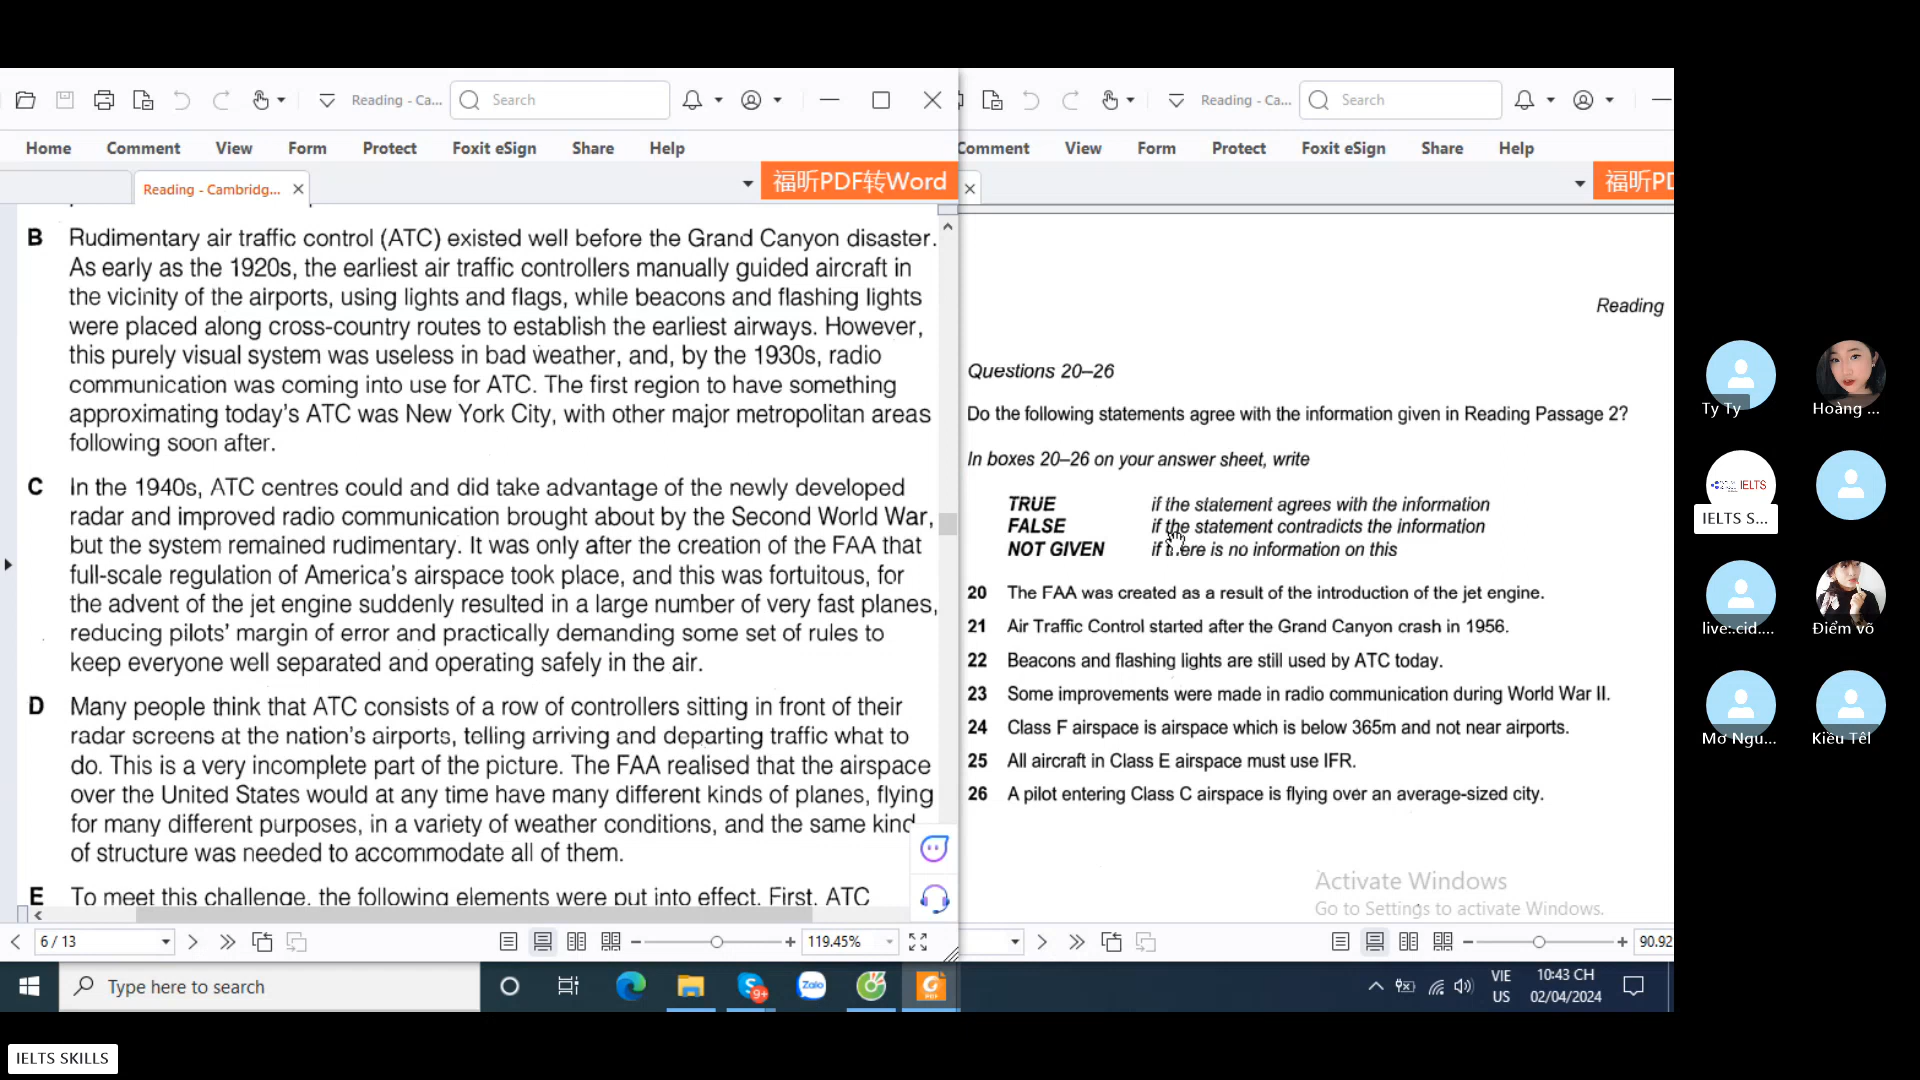 Reading - Ca...
Search
Reading - Ca...
Search
Home Comment View Form Protect Foxit eSign Share Help
Comment View Form Protect Foxit eSign Share Help
Reading - Cambridg...
福昕PDF转Word
福昕PD
B Rudimentary air traffic control (ATC) existed well before the Grand Canyon disaster.
As early as the 1920s, the earliest air traffic controllers manually guided aircraft in
the vicinity of the airports, using lights and flags, while beacons and flashing lights
were placed along cross-country routes to establish the earliest airways. However,
this purely visual system was useless in bad weather, and, by the 1930s, radio
communication was coming into use for ATC. The first region to have something
approximating today's ATC was New York City, with other major metropolitan areas
following soon after.
C In the 1940s, ATC centres could and did take advantage of the newly developed
radar and improved radio communication brought about by the Second World War,
but the system remained rudimentary. It was only after the creation of the FAA that
full-scale regulation of America's airspace took place, and this was fortuitous, for
the advent of the jet engine suddenly resulted in a large number of very fast planes,
reducing pilots' margin of error and practically demanding some set of rules to
keep everyone well separated and operating safely in the air.
D Many people think that ATC consists of a row of controllers sitting in front of their
radar screens at the nation's airports, telling arriving and departing traffic what to
do. This is a very incomplete part of the picture. The FAA realised that the airspace
over the United States would at any time have many different kinds of planes, flying
for many different purposes, in a variety of weather conditions, and the same kind
of structure was needed to accommodate all of them.
E To meet this challenge, the following elements were put into effect. First, ATC
Reading
Questions 20–26
Do the following statements agree with the information given in Reading Passage 2?
In boxes 20–26 on your answer sheet, write
TRUE if the statement agrees with the information
FALSE if the statement contradicts the information
NOT GIVEN if there is no information on this
20 The FAA was created as a result of the introduction of the jet engine.
21 Air Traffic Control started after the Grand Canyon crash in 1956.
22 Beacons and flashing lights are still used by ATC today.
23 Some improvements were made in radio communication during World War II.
24 Class F airspace is airspace which is below 365m and not near airports.
25 All aircraft in Class E airspace must use IFR.
26 A pilot entering Class C airspace is flying over an average-sized city.
Activate Windows
Go to Settings to activate Windows.
6 / 13
119.45%
90.92
Type here to search
9+
Zalo
PDF
VIE
US
10:43 CH
02/04/2024
Ty Ty
Hoàng ...
IELTS
IELTS S...
live:.cid....
Điểm võ
Mơ Ngu...
Kiều Têl
IELTS SKILLS